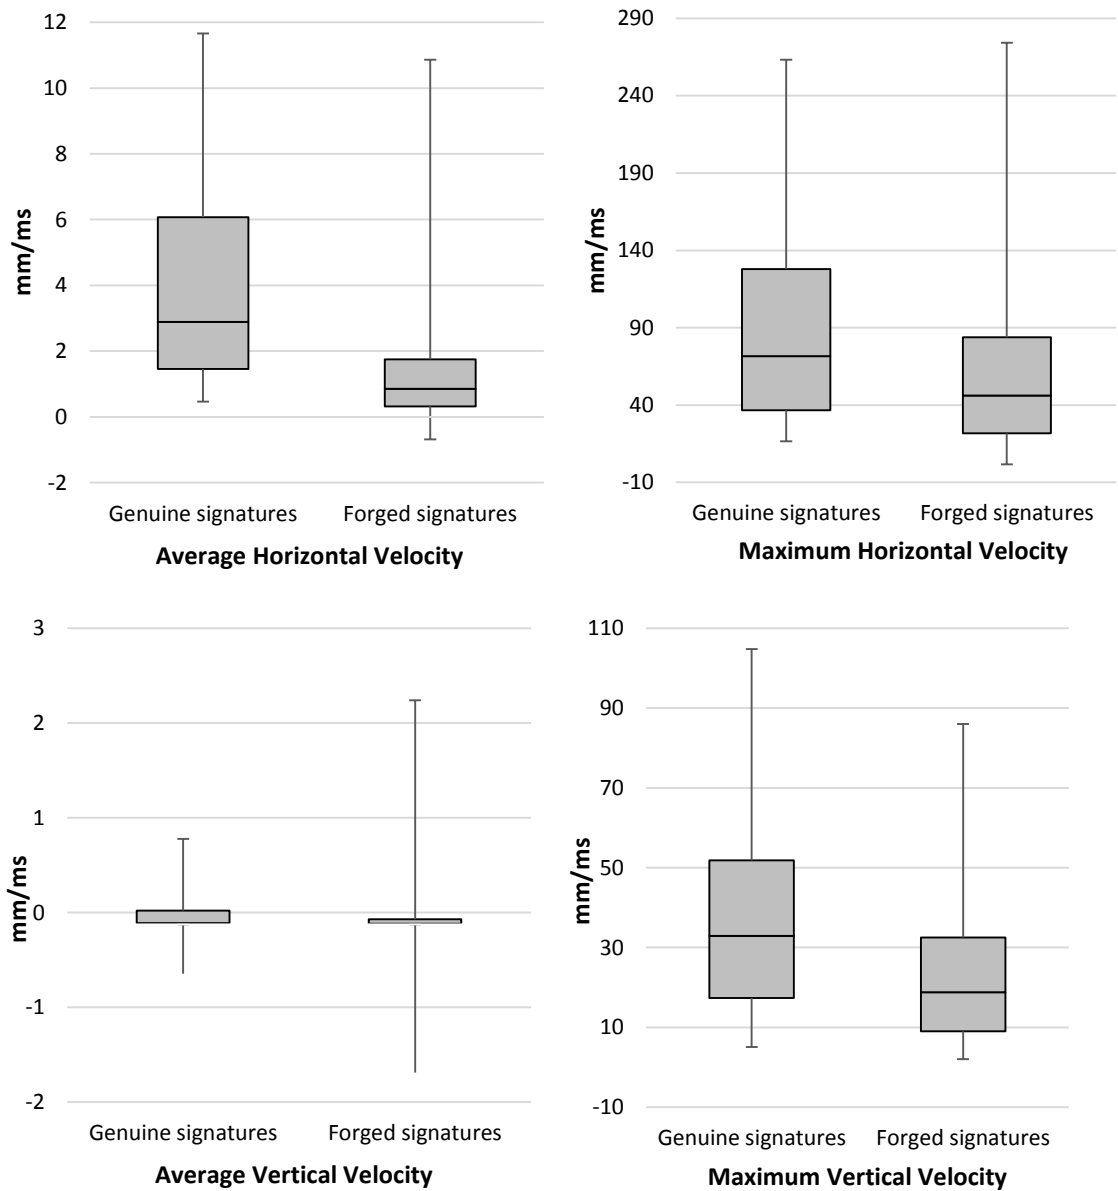 12
10
8
6
4
2
0
-2
mm/ms
Genuine signatures Forged signatures
Average Horizontal Velocity
290
240
190
140
90
40
-10
mm/ms
Genuine signatures Forged signatures
Maximum Horizontal Velocity
3
2
1
0
-1
-2
mm/ms
Genuine signatures Forged signatures
Average Vertical Velocity
110
90
70
50
30
10
-10
mm/ms
Genuine signatures Forged signatures
Maximum Vertical Velocity